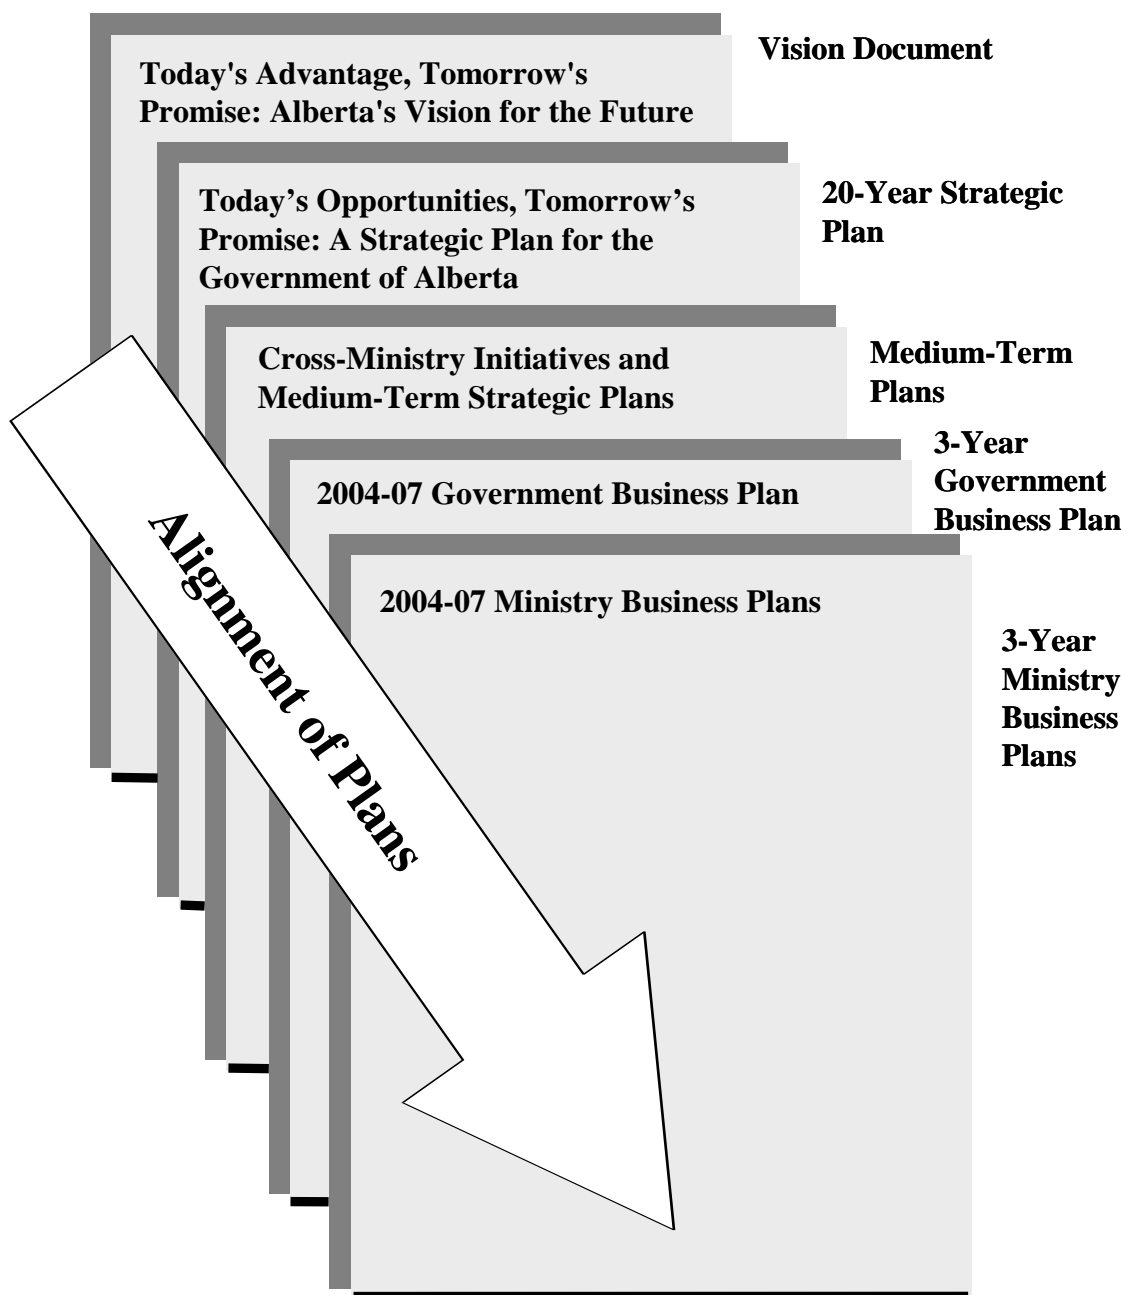 Vision Document
Today's Advantage, Tomorrow's
Promise: Alberta's Vision for the Future
20-Year Strategic
Plan
Today’s Opportunities, Tomorrow’s
Promise: A Strategic Plan for the
Government of Alberta
Medium-Term
Plans
Cross-Ministry Initiatives and
Medium-Term Strategic Plans
3-Year
Government
Business Plan
2004-07 Government Business Plan
2004-07 Ministry Business Plans
3-Year
Ministry
Business
Plans
Alignment of Plans